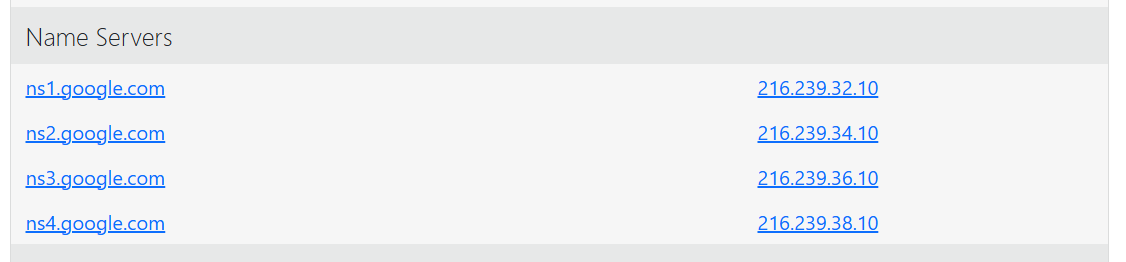 Name Servers
ns1.google.com 216.239.32.10
ns2.google.com 216.239.34.10
ns3.google.com 216.239.36.10
ns4.google.com 216.239.38.10